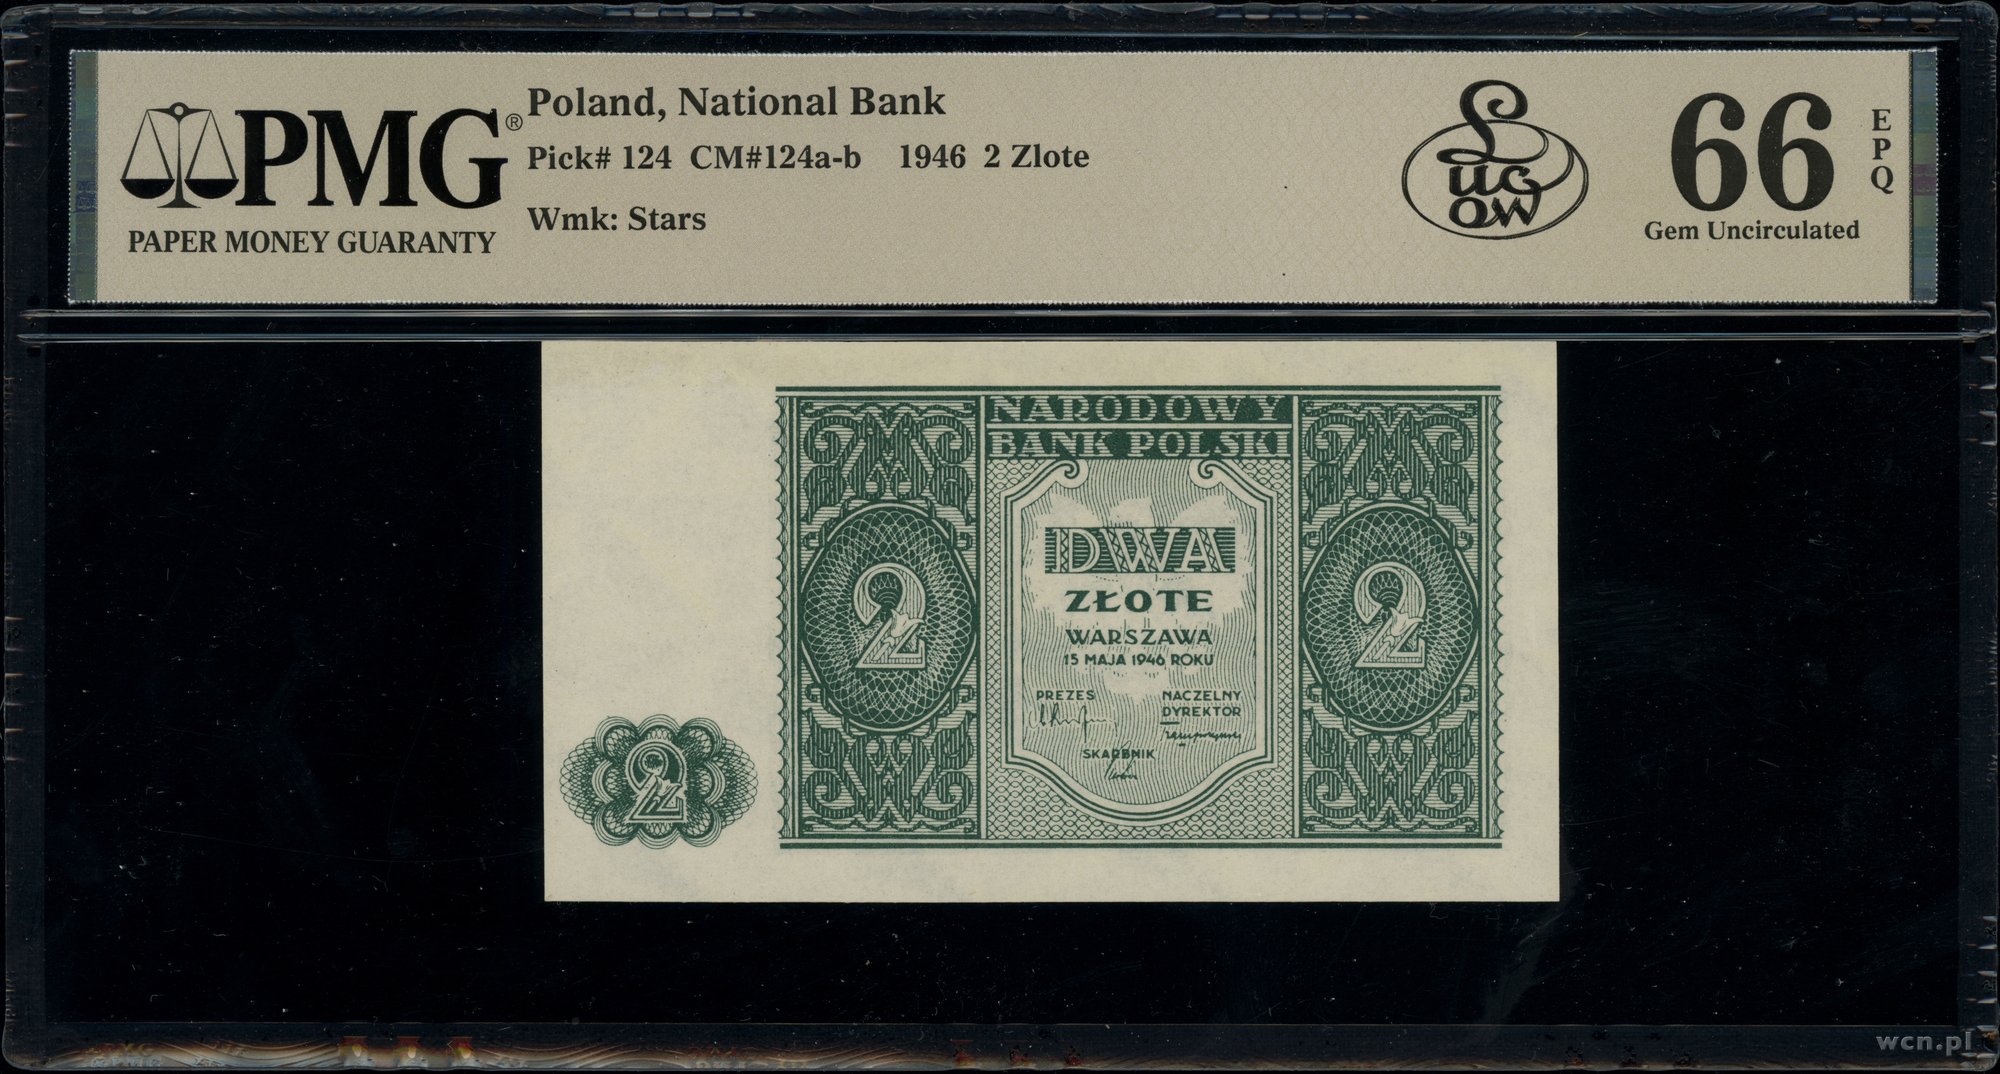 PMG®
PAPER MONEY GUARANTY
Poland, National Bank
Pick# 124 CM#124a-b 1946 2 Zlote
Wmk: Stars
Lucow
66
EPQ
Gem Uncirculated
NARODOWY
BANK POLSKI
DWA
ZŁOTE
WARSZAWA
15 MAJA 1946 ROKU
PREZES
NACZELNY
DYREKTOR
SKARBNIK
2
2
2
wcn.pl